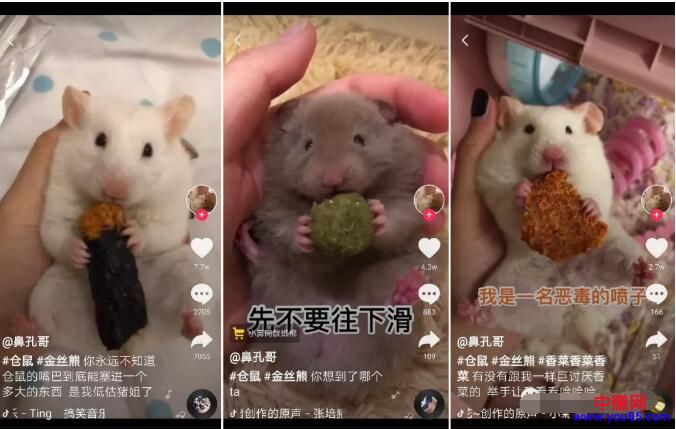 7.7w
2705
7055
@鼻孔哥
#仓鼠 #金丝熊 你永远不知道
仓鼠的嘴巴到底能塞进一个
多大的东西 是我低估猪姐了
- Ting 搞笑音乐
4.3w
883
109
先不要往下滑
@鼻孔哥
#仓鼠 #金丝熊 你想到了哪个
ta
创作的原声 - 张培
2.7w
166
51
我是一名恶毒的喷子
@鼻孔哥
#仓鼠 #金丝熊 #香菜香菜香
菜 有没有跟我一样巨讨厌香
菜的 举手让
创作的原声 - 小
中赚网
www.you85.com